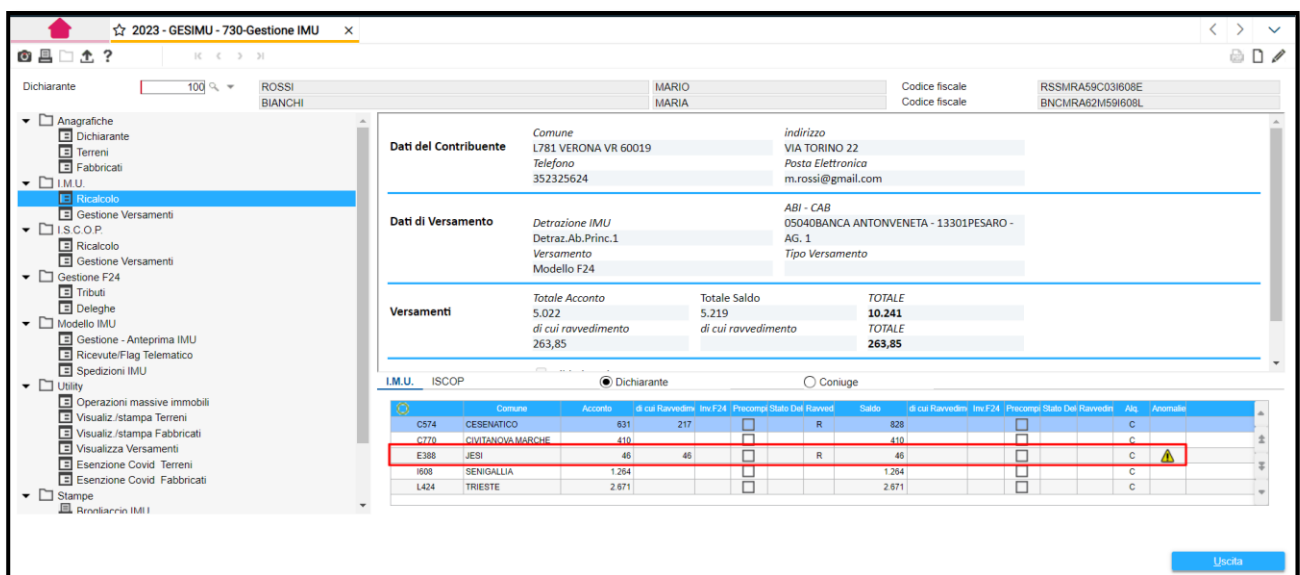 2023 - GESIMU - 730-Gestione IMU
Dichiarante 100 ROSSI MARIO Codice fiscale RSSMRA59C03I608E
BIANCHI MARIA Codice fiscale BNCMRA62M59I608L
Anagrafiche
Dichiarante
Terreni
Fabbricati
I.M.U.
Ricalcolo
Gestione Versamenti
I.S.C.O.P.
Ricalcolo
Gestione Versamenti
Gestione F24
Tributi
Deleghe
Modello IMU
Gestione - Anteprima IMU
Ricevute/Flag Telematico
Spedizioni IMU
Utility
Operazioni massive immobili
Visualiz./stampa Terreni
Visualiz./stampa Fabbricati
Visualizza Versamenti
Esenzione Covid Terreni
Esenzione Covid Fabbricati
Stampe
Brogliaccio IMU
Comune indirizzo
Dati del Contribuente L781 VERONA VR 60019 VIA TORINO 22
Telefono Posta Elettronica
352325624 m.rossi@gmail.com
ABI - CAB
Dati di Versamento Detrazione IMU 05040BANCA ANTONVENETA - 13301PESARO -
Detraz.Ab.Princ.1 AG. 1
Versamento Tipo Versamento
Modello F24
Totale Acconto Totale Saldo TOTALE
Versamenti 5.022 5.219 10.241
di cui ravvedimento di cui ravvedimento TOTALE
263,85 263,85
I.M.U. ISCOP Dichiarante Coniuge
Comune Acconto di cui Ravvedim Inv.F24 Precompi Stato Del Ravved Saldo di cui Ravvedim Inv.F24 Precompi Stato Del Ravvedin Alq. Anomalie
C574 CESENATICO 631 217 R 828 C
C770 CIVITANOVA MARCHE 410 410 C
E388 JESI 46 46 R 46 C
I608 SENIGALLIA 1.264 1.264 C
L424 TRIESTE 2.671 2.671 C
Uscita